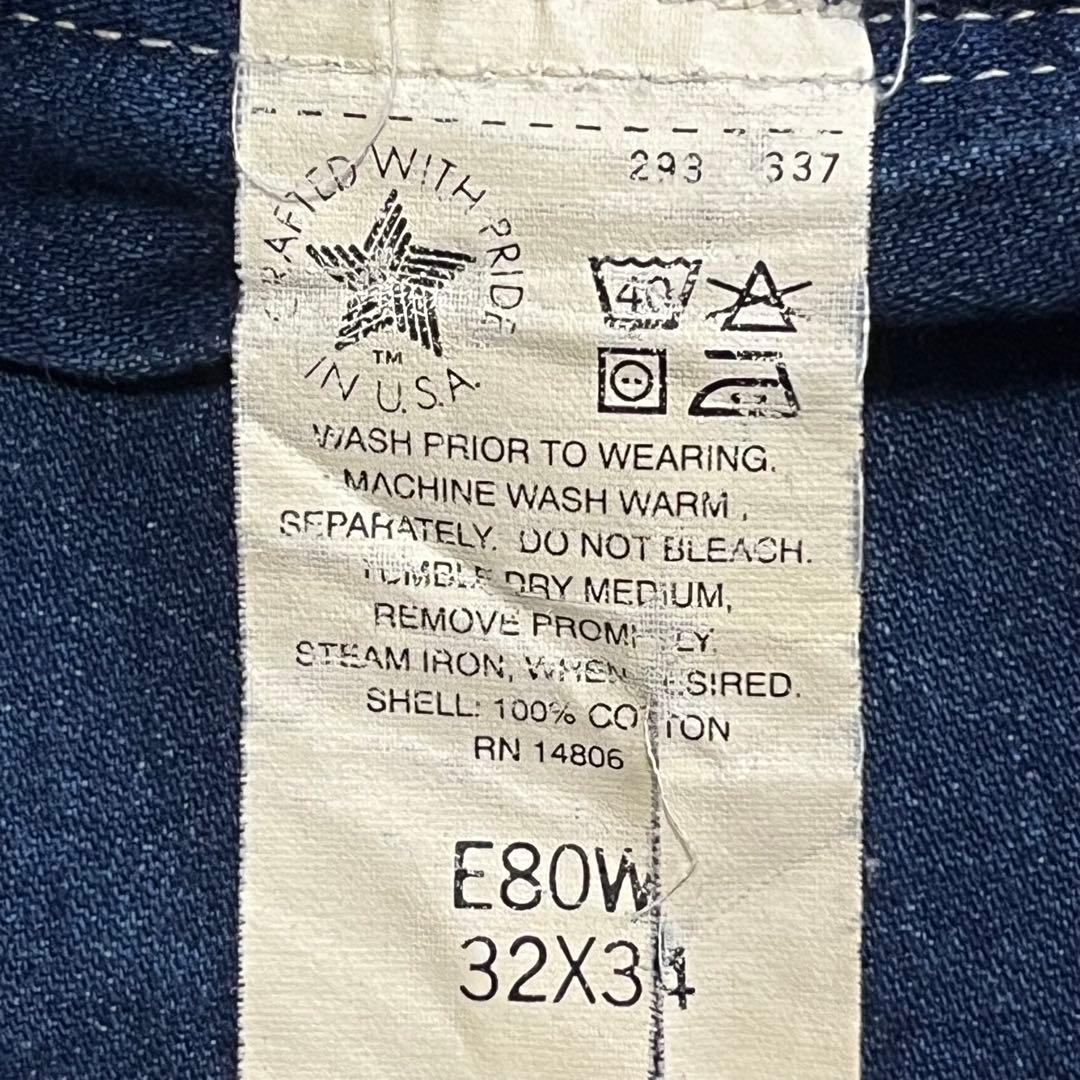 293 337
CRAFTED WITH PRIDE
TM
IN U.S.A.
40
WASH PRIOR TO WEARING.
MACHINE WASH WARM,
SEPARATELY. DO NOT BLEACH.
TUMBLE DRY MEDIUM,
REMOVE PROMPTLY.
STEAM IRON, WHEN DESIRED.
SHELL: 100% COTTON
RN 14806
E80W
32X34